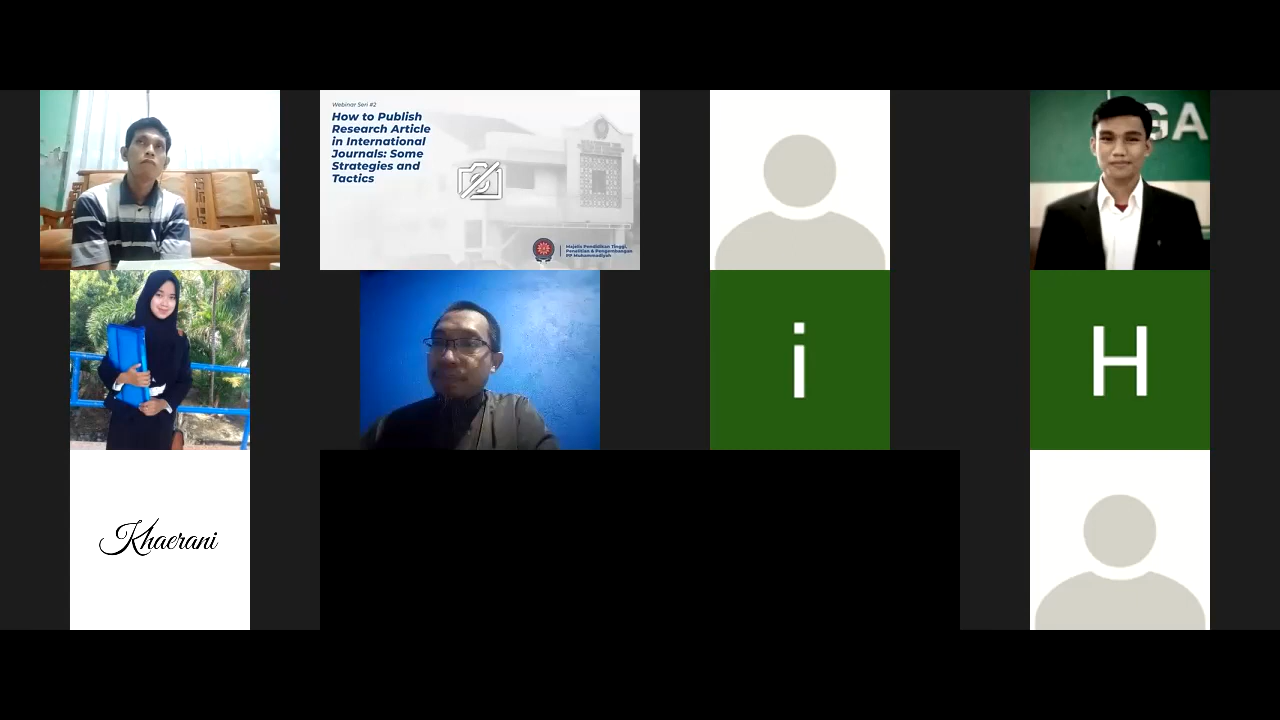 Webinar Seri #2
How to Publish
Research Article
in International
Journals: Some
Strategies and
Tactics
Majelis Pendidikan Tinggi,
Penelitian & Pengembangan
PP Muhammadiyah
GA
i
H
Khaerani